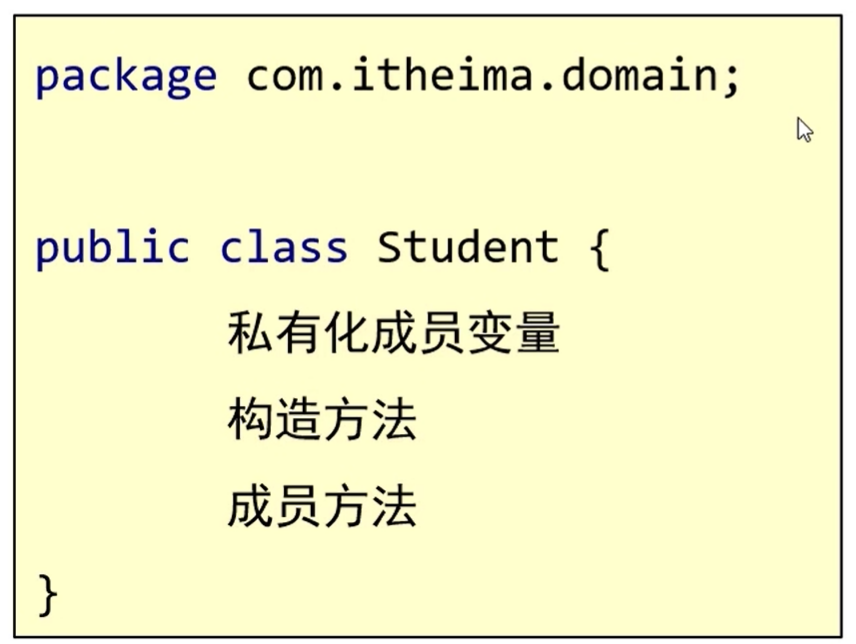 package com.itheima.domain;
public class Student {
私有化成员变量
构造方法
成员方法
}